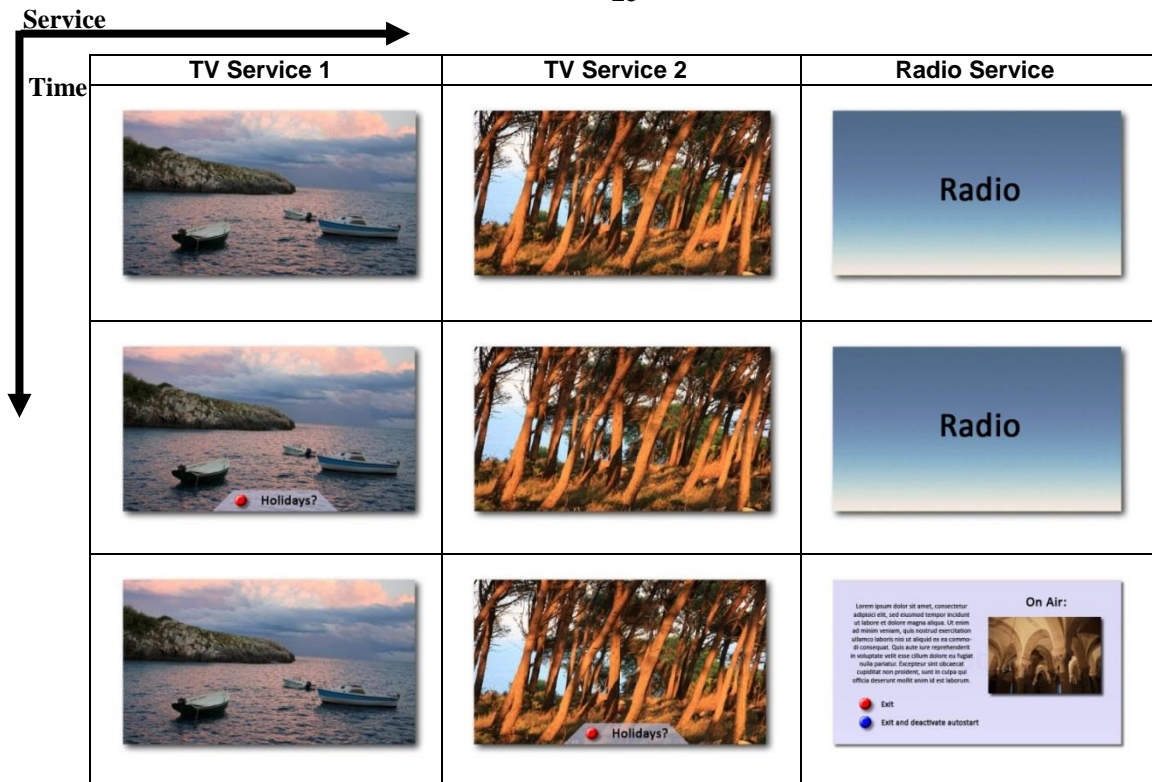 Service
Time
TV Service 1
TV Service 2
Radio Service
Radio
Holidays?
Radio
Holidays?
Lorem ipsum dolor sit amet, consectetur
adipisici elit, sed eiusmod tempor incidunt
ut labore et dolore magna aliqua. Ut enim
ad minim veniam, quis nostrud exercitation
ullamco laboris nisi ut aliquid ex ea commo-
di consequat. Quis aute iure reprehenderit
in voluptate velit esse cillum dolore eu fugiat
nulla pariatur. Excepteur sint obcaecat
cupiditat non proident, sunt in culpa qui
officia deserunt mollit anim id est laborum.
On Air:
Exit
Exit and deactivate autostart